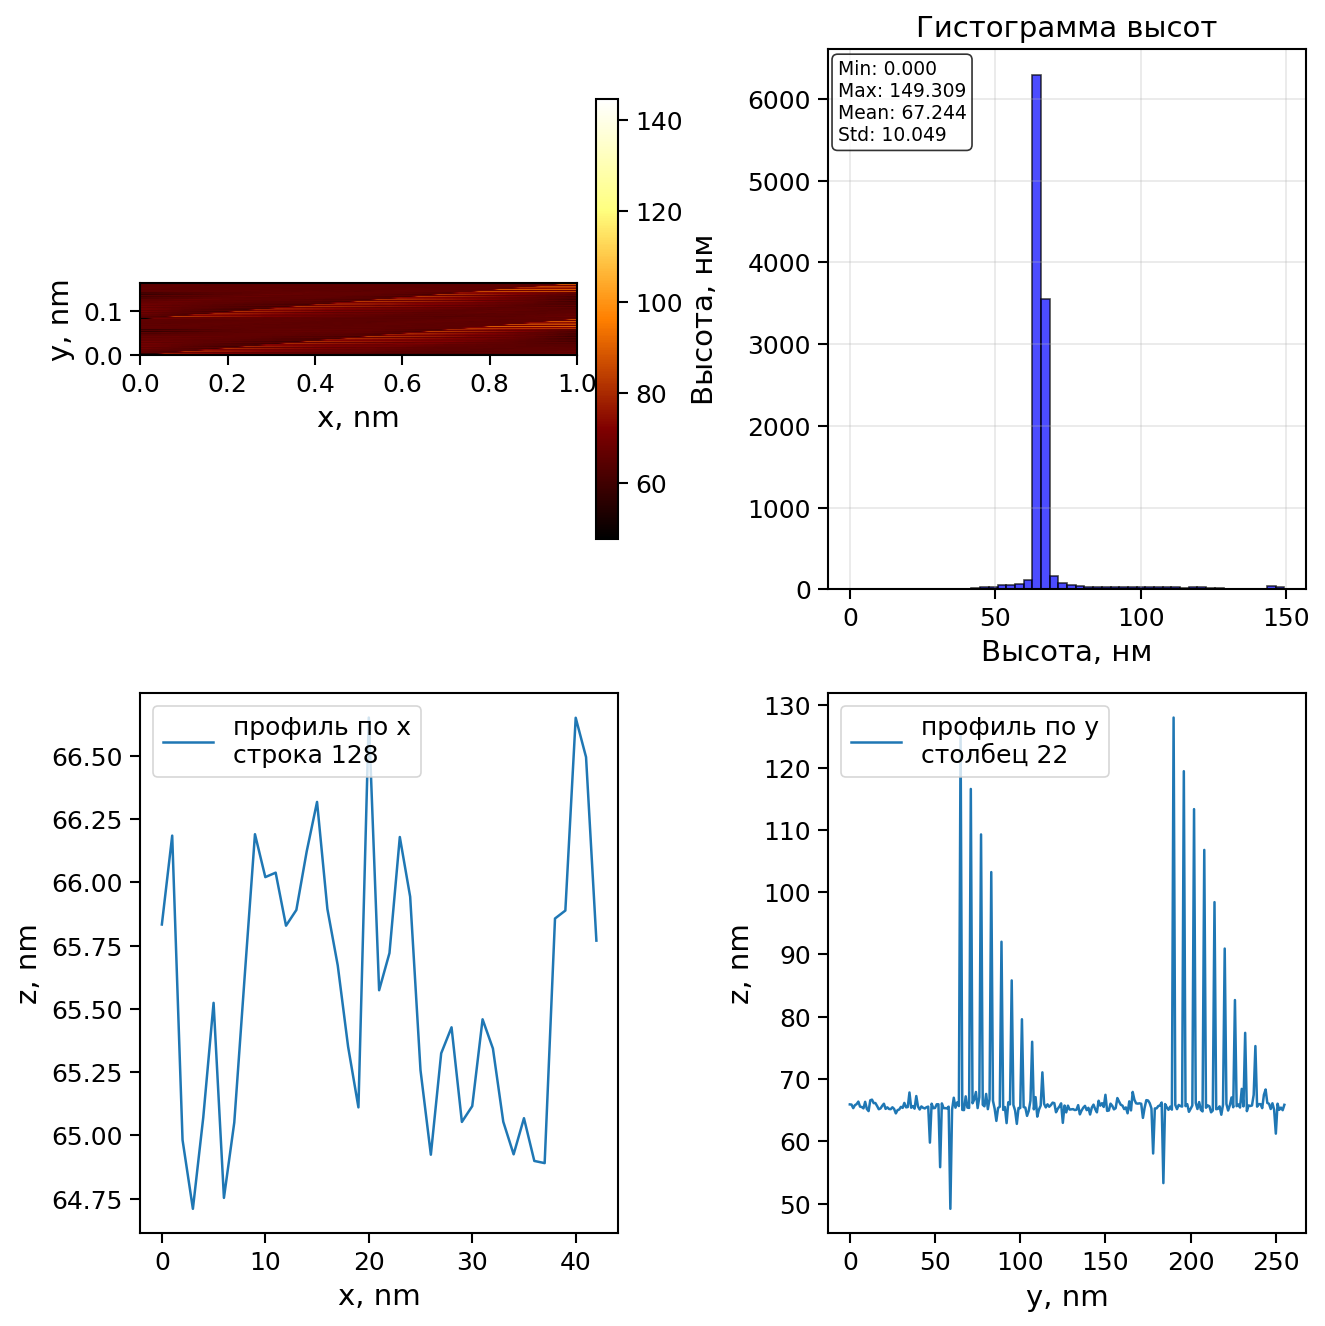 y, nm
0.1
0.0
0.0 0.2 0.4 0.6 0.8 1.0
x, nm
140
120
100
80
60
Высота, нм
Гистограмма высот
Min: 0.000
Max: 149.309
Mean: 67.244
Std: 10.049
6000
5000
4000
3000
2000
1000
0
0 50 100 150
Высота, нм
профиль по x
строка 128
z, nm
66.50
66.25
66.00
65.75
65.50
65.25
65.00
64.75
0 10 20 30 40
x, nm
профиль по y
столбец 22
z, nm
130
120
110
100
90
80
70
60
50
0 50 100 150 200 250
y, nm